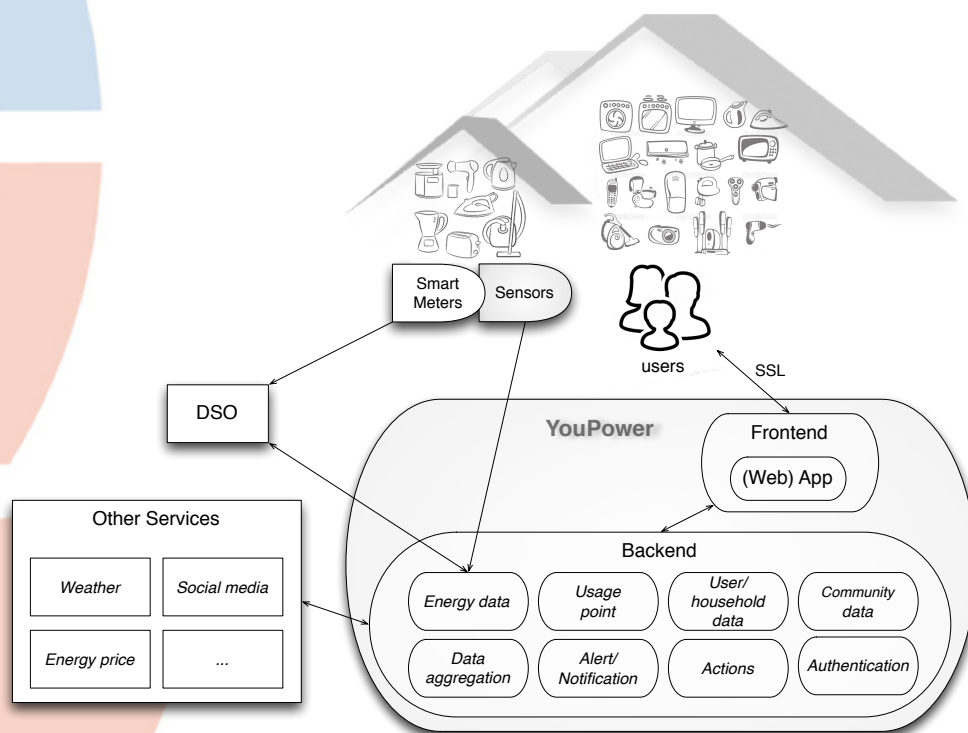 Smart
Meters
Sensors
users
SSL
DSO
YouPower
Frontend
(Web) App
Other Services
Weather
Social media
Energy price
...
Backend
Energy data
Usage
point
User/
household
data
Community
data
Data
aggregation
Alert/
Notification
Actions
Authentication